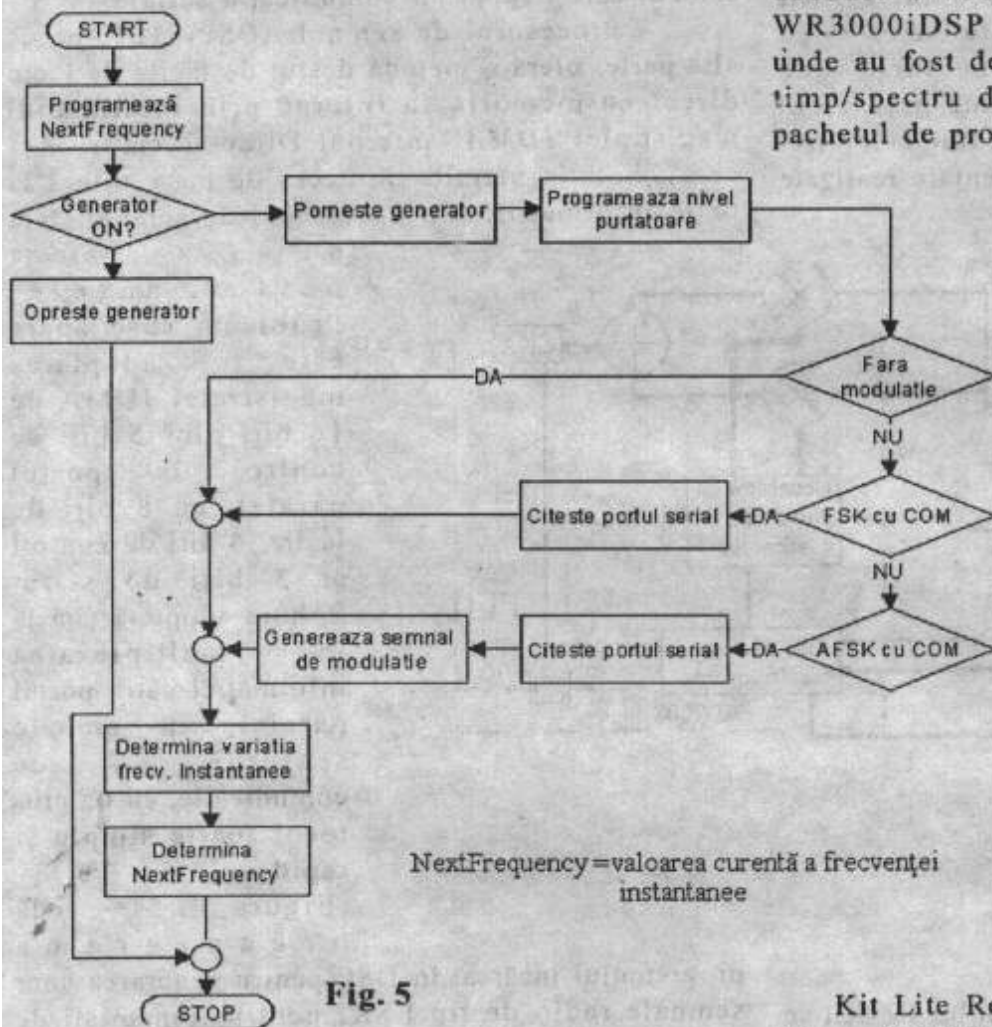 START
Programează
NextFrequency
Generator
ON?
Porneste generator
Programeaza nivel
purtatoare
Opreste generator
Fara
modulatie
DA
NU
FSK cu COM
DA
Citeste portul serial
NU
AFSK cu COM
DA
Citeste portul serial
Genereaza semnal
de modulatie
Determina variatia
frecv. Instantanee
Determina
NextFrequency
STOP
NextFrequency=valoarea curentă a frecvenţei
instantanee
Fig. 5
WR3000iDSP
unde au fost de
timp/spectru d
pachetul de pro
realizate
Kit Lite Re